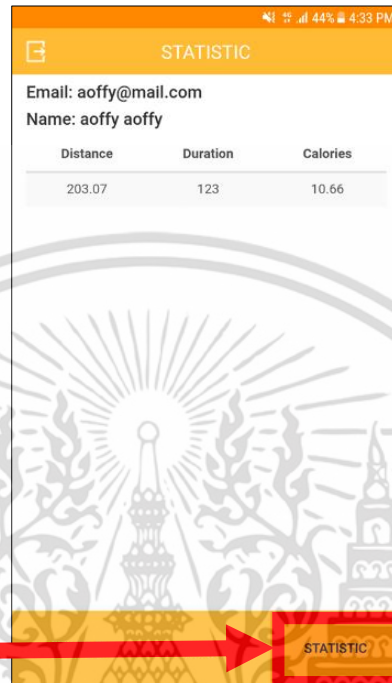 44% 4:33 PM
STATISTIC
Email: aoffy@mail.com
Name: aoffy aoffy
Distance Duration Calories
203.07 123 10.66
STATISTIC